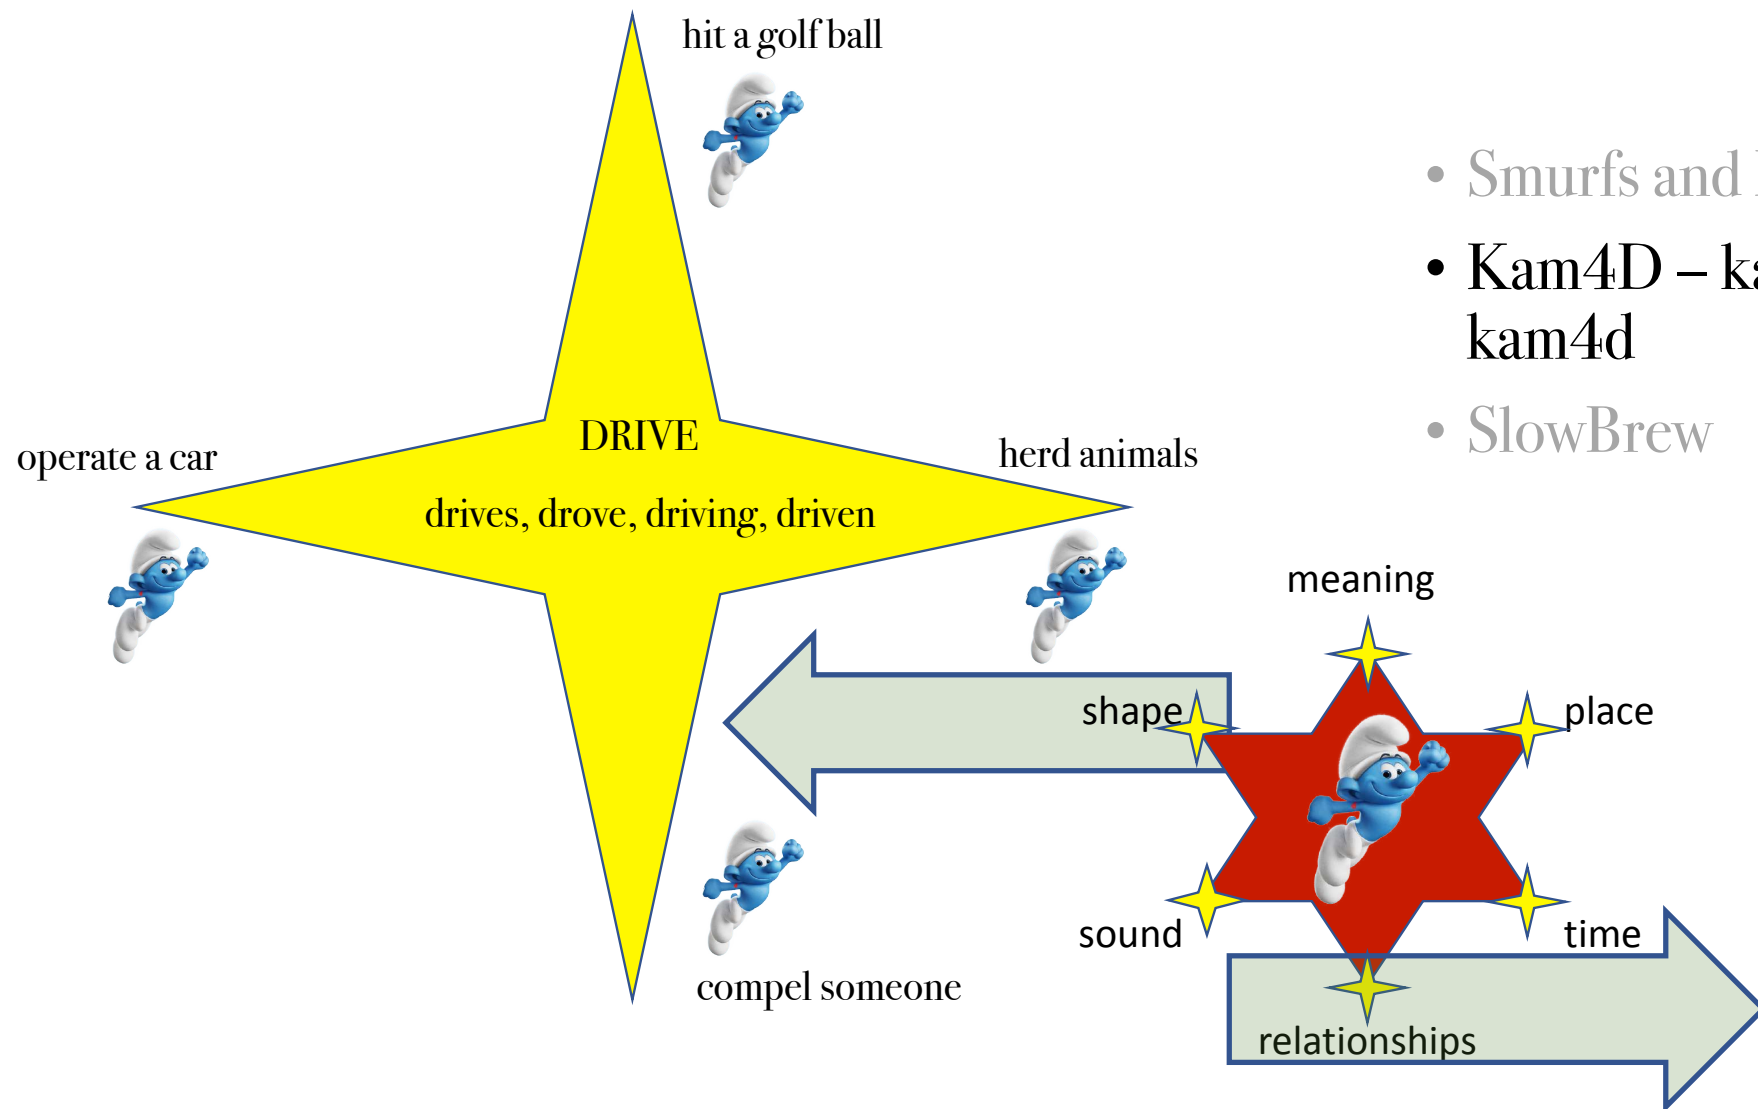 hit a golf ball
• Smurfs and
• Kam4D –
kam4d
• SlowBrew
DRIVE
drives, drove, driving, driven
operate a car
herd animals
compel someone
meaning
shape
place
sound
time
relationships